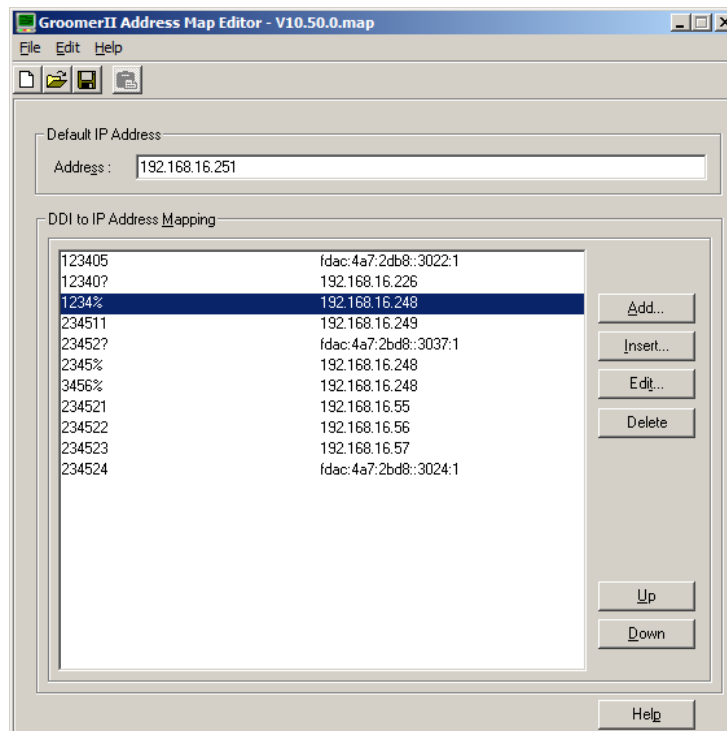 GroomerII Address Map Editor - V10.50.0.map
File Edit Help
Default IP Address
Address : 192.168.16.251
DDI to IP Address Mapping
123405 fdac:4a7:2db8::3022:1
12340? 192.168.16.226
1234% 192.168.16.248
234511 192.168.16.249
23452? fdac:4a7:2bd8::3037:1
2345% 192.168.16.248
3456% 192.168.16.248
234521 192.168.16.55
234522 192.168.16.56
234523 192.168.16.57
234524 fdac:4a7:2bd8::3024:1
Add...
Insert...
Edit...
Delete
Up
Down
Help